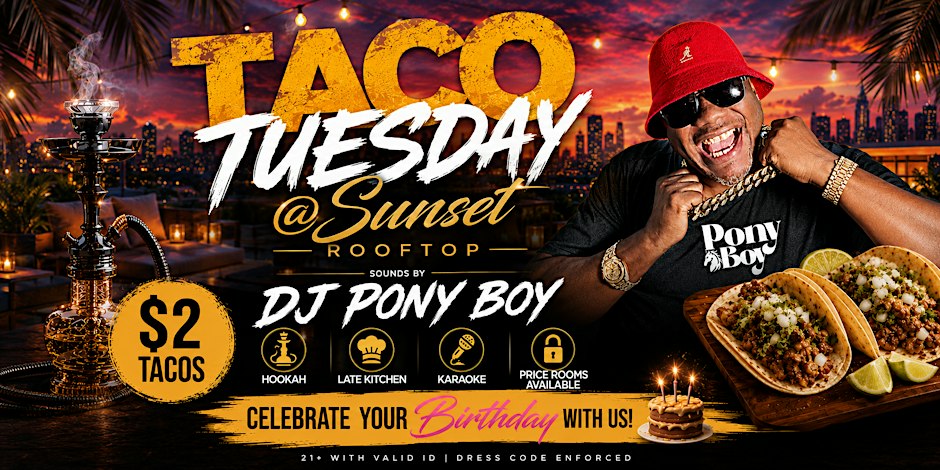 TACO
TUESDAY
@Sunset
ROOFTOP
SOUNDS BY
DJ PONY BOY
$2
TACOS
HOOKAH
LATE KITCHEN
KARAOKE
PRICE ROOMS
AVAILABLE
CELEBRATE YOUR Birthday WITH US!
21+ WITH VALID ID | DRESS CODE ENFORCED
KANGOL
Pony
Boy